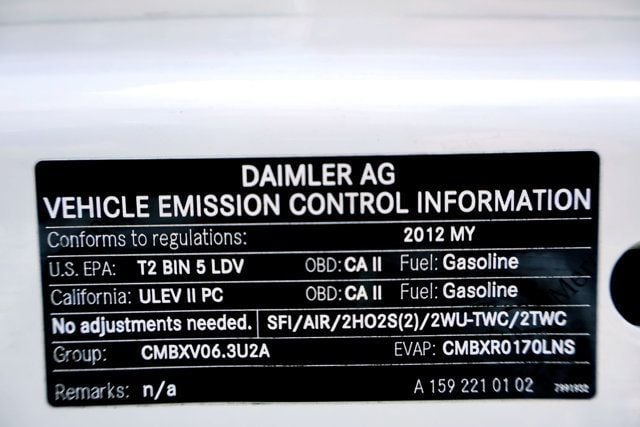 DAIMLER AG
VEHICLE EMISSION CONTROL INFORMATION
Conforms to regulations: 2012 MY
U.S. EPA: T2 BIN 5 LDV OBD: CA II Fuel: Gasoline
California: ULEV II PC OBD: CA II Fuel: Gasoline
No adjustments needed. SFI/AIR/2HO2S(2)/2WU-TWC/2TWC
Group: CMBXV06.3U2A EVAP: CMBXR0170LNS
Remarks: n/a A 159 221 01 02